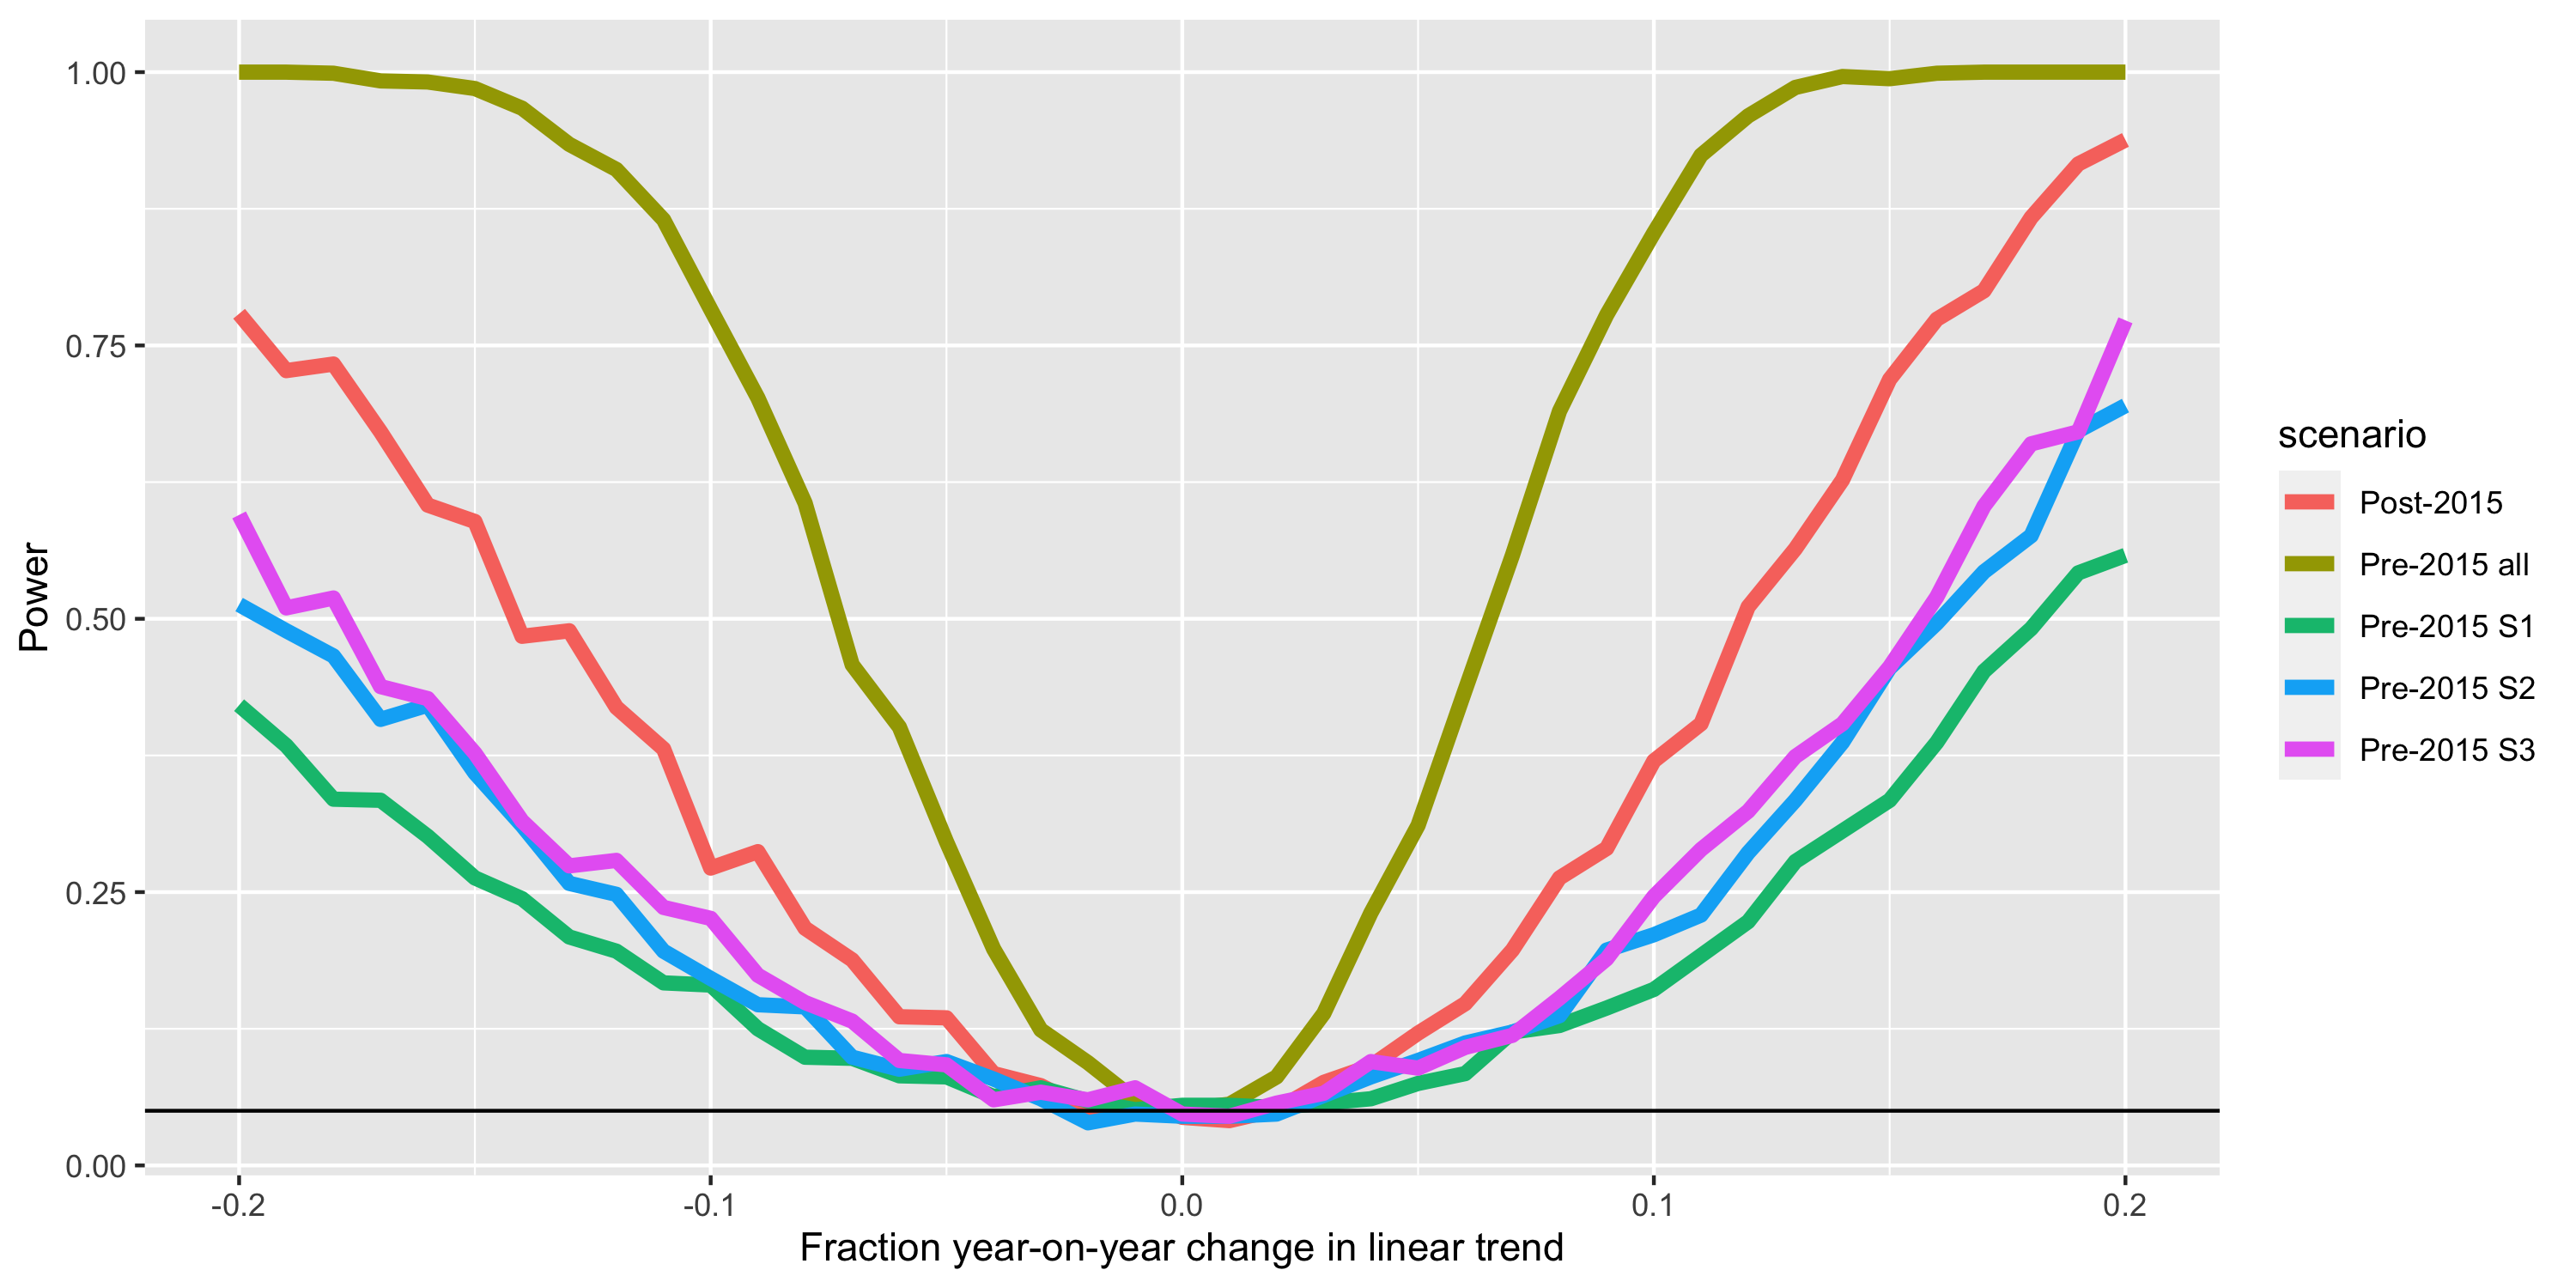 1.00
0.75
0.50
0.25
0.00
Power
-0.2
-0.1
0.0
0.1
0.2
Fraction year-on-year change in linear trend
scenario
Post-2015
Pre-2015 all
Pre-2015 S1
Pre-2015 S2
Pre-2015 S3